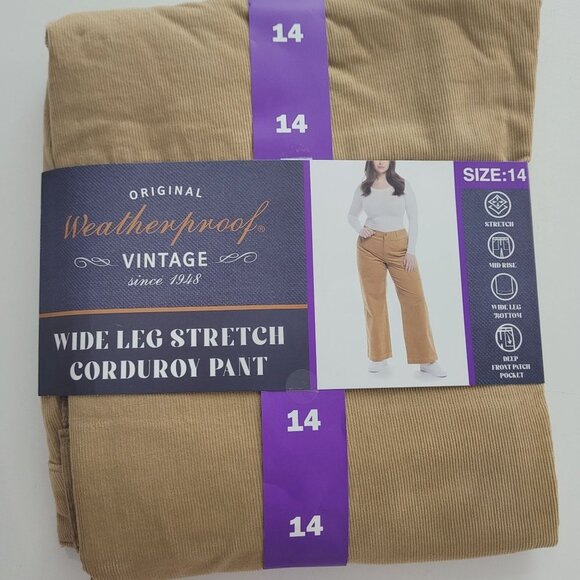 14
14
ORIGINAL
Weatherproof®
VINTAGE
since 1948
WIDE LEG STRETCH
CORDUROY PANT
SIZE:14
STRETCH
MID RISE
WIDE LEG
BOTTOM
DEEP
FRONT PATCH
POCKET
14
14